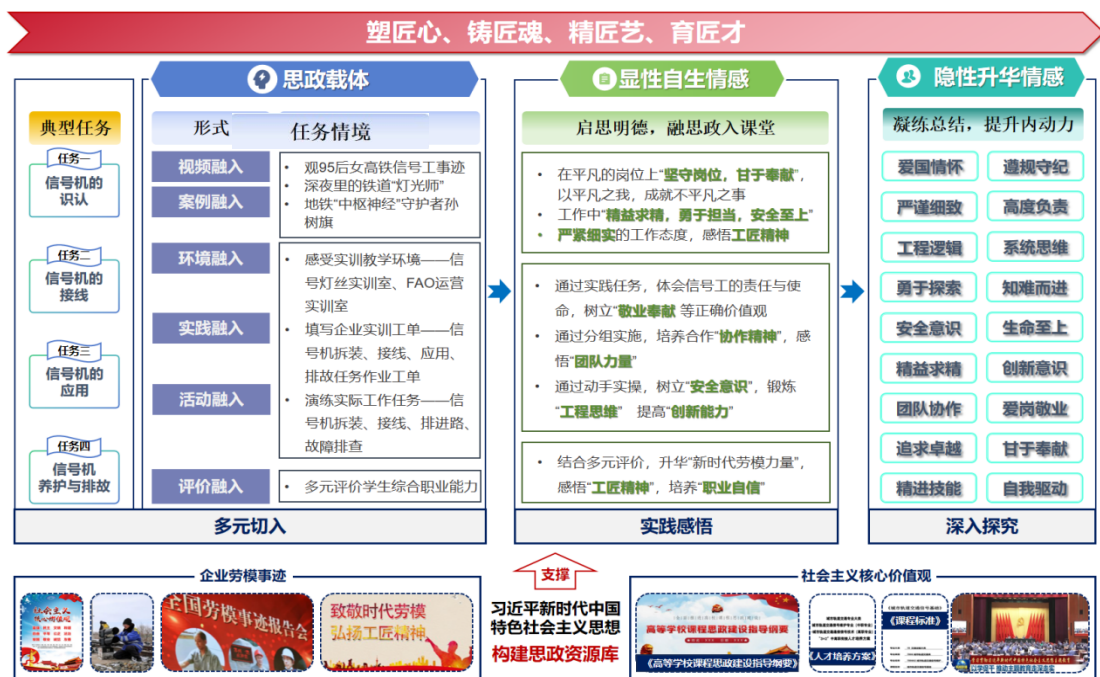 塑匠心、铸匠魂、精匠艺、育匠才
思政载体
显性自生情感
隐性升华情感
典型任务
形式
任务情境
启思明德，融思政入课堂
凝练总结，提升内动力
任务一
信号机的
识认
任务二
信号机的
接线
任务三
信号机的
应用
任务四
信号机
养护与排故
视频融入
案例融入
环境融入
实践融入
活动融入
评价融入
• 观95后女高铁信号工事迹
• 深夜里的铁道“灯光师”
• 地铁“中枢神经”守护者孙
树旗
• 感受实训教学环境——信
号灯丝实训室、FAO运营
实训室
• 填写企业实训工单——信
号机拆装、接线、应用、
排故任务作业工单
• 演练实际工作任务——信
号机拆装、接线、排进路、
故障排查
• 多元评价学生综合职业能力
• 在平凡的岗位上“坚守岗位，甘于奉献”，
以平凡之我，成就不平凡之事
• 工作中“精益求精，勇于担当，安全至上”
• 严紧细实的工作态度，感悟工匠精神
• 通过实践任务，体会信号工的责任与使
命，树立“敬业奉献 等正确价值观
• 通过分组实施，培养合作“协作精神”，感
悟“团队力量”
• 通过动手实操，树立“安全意识”，锻炼
“工程思维” 提高“创新能力”
• 结合多元评价，升华“新时代劳模力量”，
感悟“工匠精神”，培养“职业自信”
爱国情怀 遵规守纪
严谨细致 高度负责
工程逻辑 系统思维
勇于探索 知难而进
安全意识 生命至上
精益求精 创新意识
团队协作 爱岗敬业
追求卓越 甘于奉献
精进技能 自我驱动
多元切入
实践感悟
深入探究
企业劳模事迹
全国劳模事迹报告会
致敬时代劳模
弘扬工匠精神
支撑
习近平新时代中国
特色社会主义思想
构建思政资源库
社会主义核心价值观
高等学校课程思政建设指导纲要
《高等学校课程思政建设指导纲要》
《人才培养方案》
《课程标准》
以学促干 推动主题教育走深走实